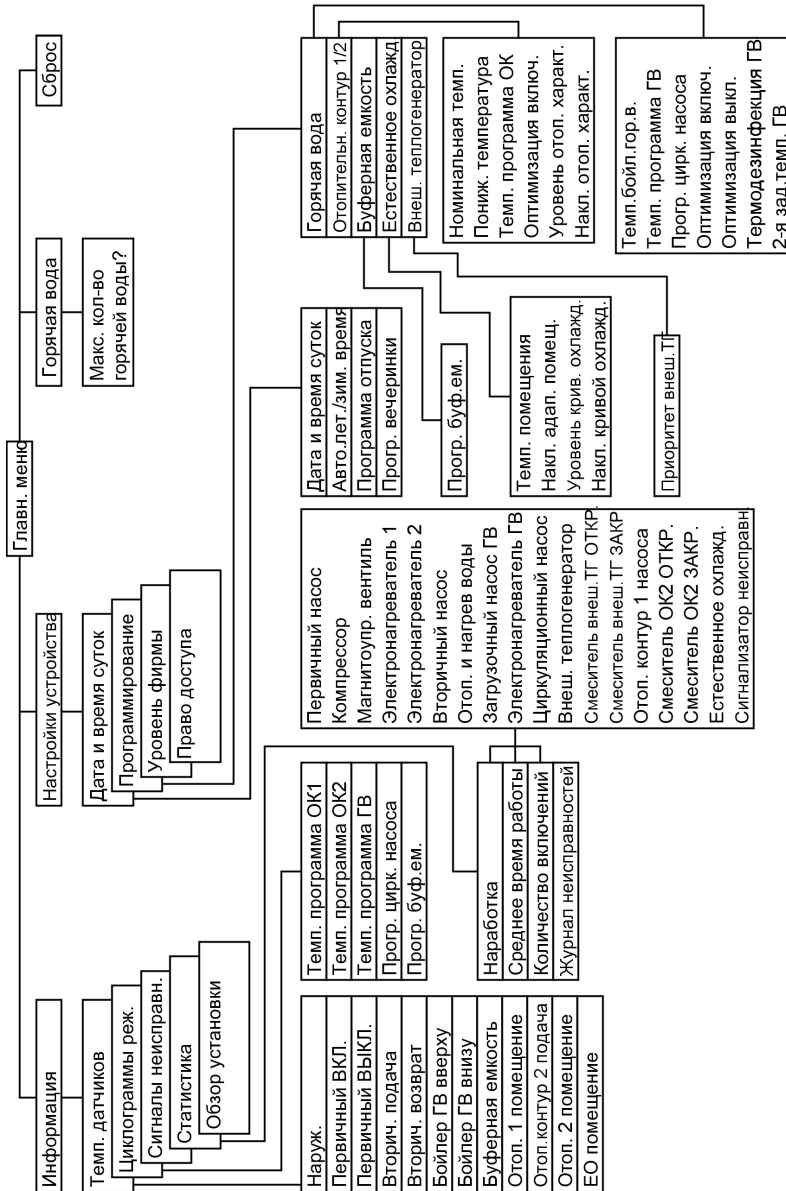 Главн. меню
Информация
Настройки устройства
Горячая вода
Сброс
Темп. датчиков
Циклограммы реж.
Сигналы неисправн.
Статистика
Обзор установки
Дата и время суток
Программирование
Уровень фирмы
Право доступа
Макс. кол-во
горячей воды?
Наруж.
Первичный ВКЛ.
Первичный ВЫКЛ.
Вторич. подача
Вторич. возврат
Бойлер ГВ вверху
Бойлер ГВ внизу
Буферная емкость
Отоп. 1 помещение
Отоп.контур 2 подача
Отоп. 2 помещение
ЕО помещение
Темп. программа ОК1
Темп. программа ОК2
Темп. программа ГВ
Прогр. цирк. насоса
Прогр. буф.ем.
Наработка
Среднее время работы
Количество включений
Журнал неисправностей
Первичный насос
Компрессор
Магнитоупр. вентиль
Электронагреватель 1
Электронагреватель 2
Вторичный насос
Отоп. и нагрев воды
Загрузочный насос ГВ
Электронагреватель ГВ
Циркуляционный насос
Внеш. теплогенератор
Смеситель внеш.ТГ ОТКР.
Смеситель внеш.ТГ ЗАКР
Отоп. контур 1 насоса
Смеситель ОК2 ОТКР.
Смеситель ОК2 ЗАКР.
Естественное охлажд.
Сигнализатор неисправн.
Дата и время суток
Авто.лет./зим. время
Программа отпуска
Прогр. вечеринки
Прогр. буф.ем.
Темп. помещения
Накл. адап. помещ.
Уровень крив. охлажд.
Накл. кривой охлажд.
Приоритет внеш.ТГ
Горячая вода
Отопительн. контур 1/2
Буферная емкость
Естественное охлажд
Внеш. теплогенератор
Номинальная темп.
Пониж. температура
Темп. программа ОК
Оптимизация включ.
Уровень отоп. характ.
Накл. отоп. характ.
Темп.бойл.гор.в.
Темп. программа ГВ
Прогр. цирк. насоса
Оптимизация включ.
Оптимизация выкл.
Термодезинфекция ГВ
2-я зад.темп. ГВ